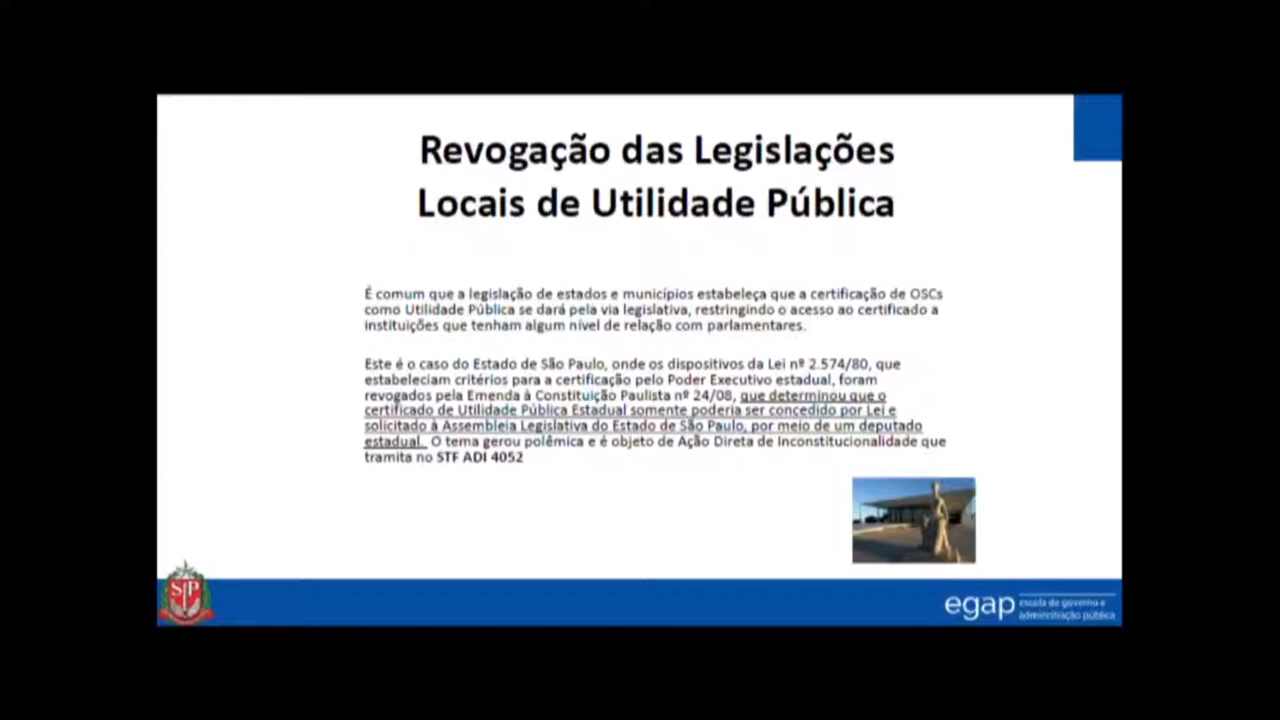 Revogação das Legislações
Locais de Utilidade Pública
É comum que a legislação de estados e municípios estabeleça que a certificação de OSCs
como Utilidade Pública se dará pela via legislativa, restringindo o acesso ao certificado a
instituições que tenham algum nível de relação com parlamentares.
Este é o caso do Estado de São Paulo, onde os dispositivos da Lei nº 2.574/80, que
estabeleciam critérios para a certificação pelo Poder Executivo estadual, foram
revogados pela Emenda à Constituição Paulista nº 24/08, que determinou que o
certificado de Utilidade Pública Estadual somente poderia ser concedido por Lei e
solicitado à Assembleia Legislativa do Estado de São Paulo, por meio de um deputado
estadual. O tema gerou polêmica e é objeto de Ação Direta de Inconstitucionalidade que
tramita no STF ADI 4052
SP
egap
escola de governo e
administração pública